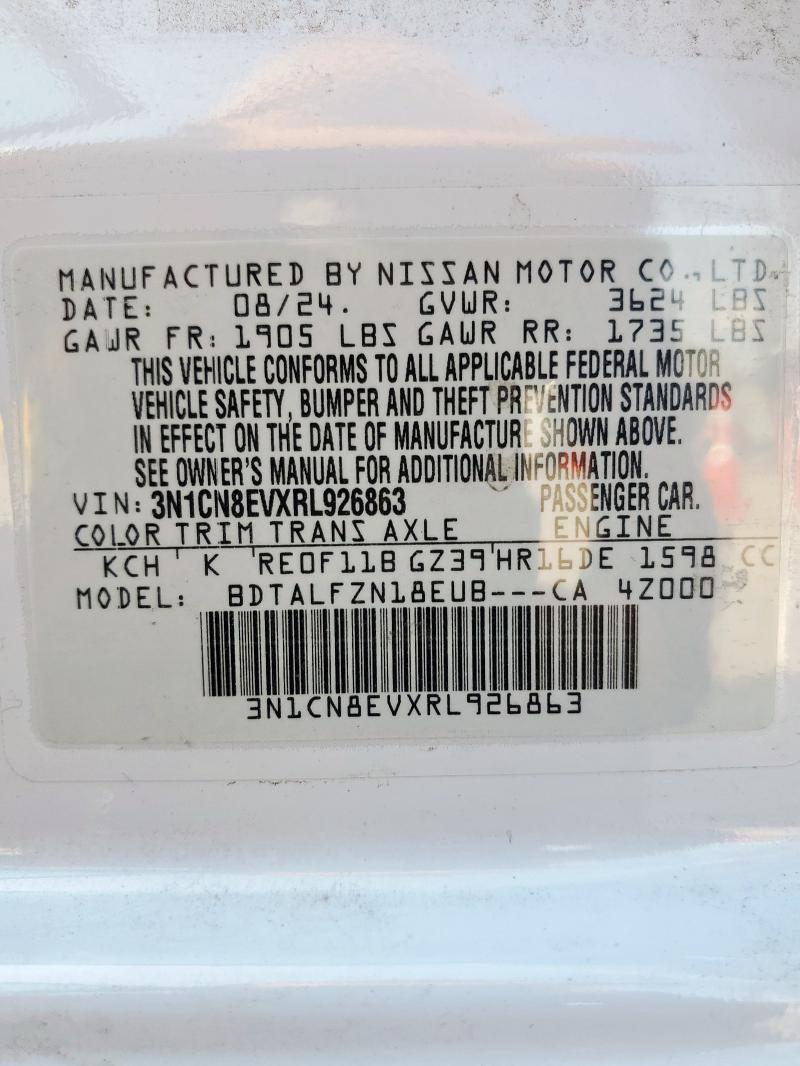 MANUFACTURED BY NISSAN MOTOR CO., LTD.
DATE: 08/24. GVWR: 3624 LBS
GAWR FR: 1905 LBS GAWR RR: 1735 LBS
THIS VEHICLE CONFORMS TO ALL APPLICABLE FEDERAL MOTOR
VEHICLE SAFETY, BUMPER AND THEFT PREVENTION STANDARDS
IN EFFECT ON THE DATE OF MANUFACTURE SHOWN ABOVE.
SEE OWNER'S MANUAL FOR ADDITIONAL INFORMATION.
VIN: 3N1CN8EVXRL926863 PASSENGER CAR.
COLOR TRIM TRANS AXLE ENGINE
KCH K RE0F11B GZ39 HR16DE 1598 CC
MODEL: BDTALFZN18EUB---CA 4Z000
3N1CN8EVXRL926863